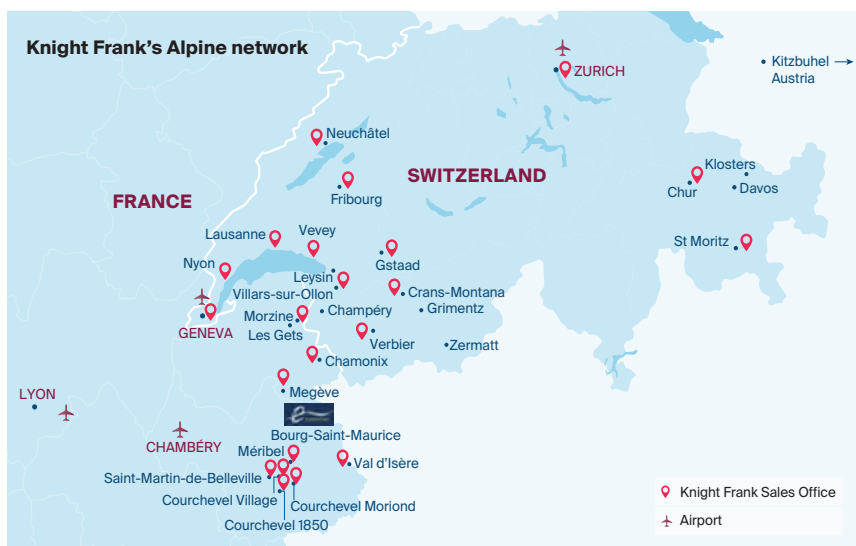 Knight Frank's Alpine network
ZURICH
Kitzbuhel
Austria
Neuchâtel
SWITZERLAND
Klosters
Chur
Davos
FRANCE
Fribourg
Lausanne
Vevey
St Moritz
Nyon
Gstaad
Leysin
Villars-sur-Ollon
Crans-Montana
Grimentz
Champéry
Morzine
GENEVA
Les Gets
Verbier
Zermatt
Chamonix
LYON
Megève
CHAMBÉRY
Bourg-Saint-Maurice
Méribel
Val d'Isère
Saint-Martin-de-Belleville
Courchevel Village
Courchevel Moriond
Courchevel 1850
Knight Frank Sales Office
Airport